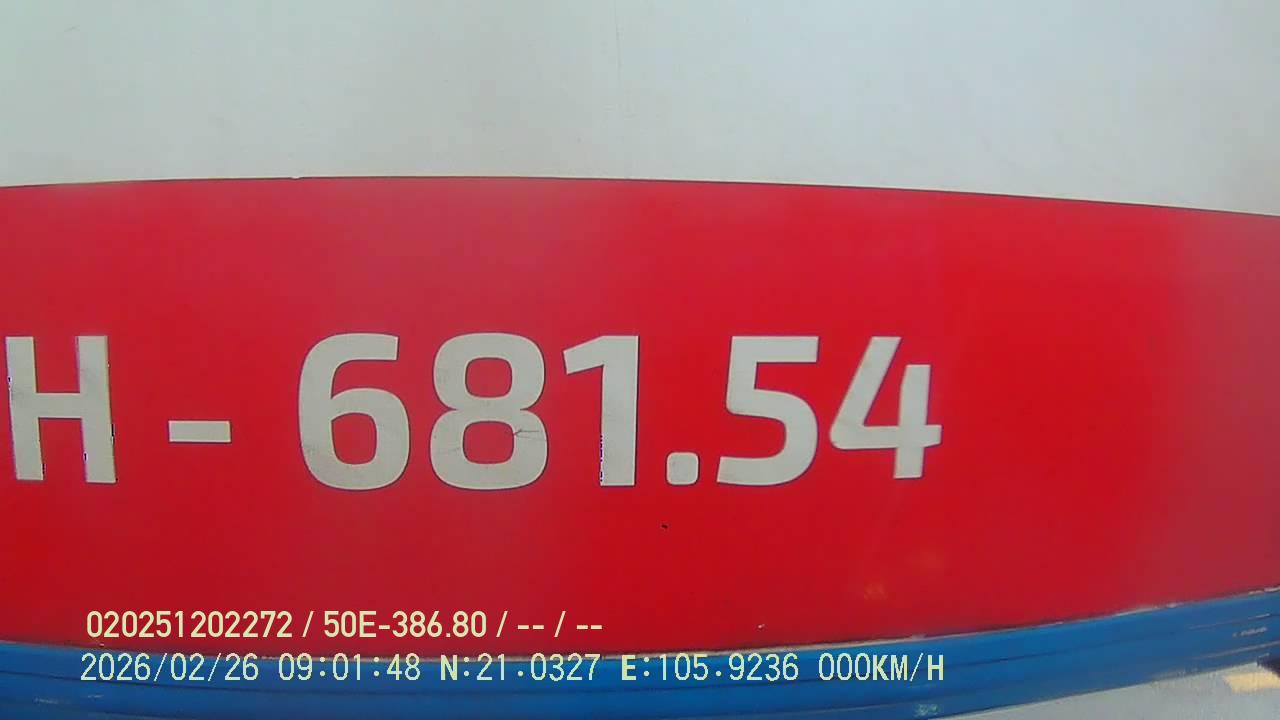 H - 681.54
020251202272 / 50E-386.80 / -- / --
2026/02/26 09:01:48 N:21.0327 E:105.9236 000KM/H